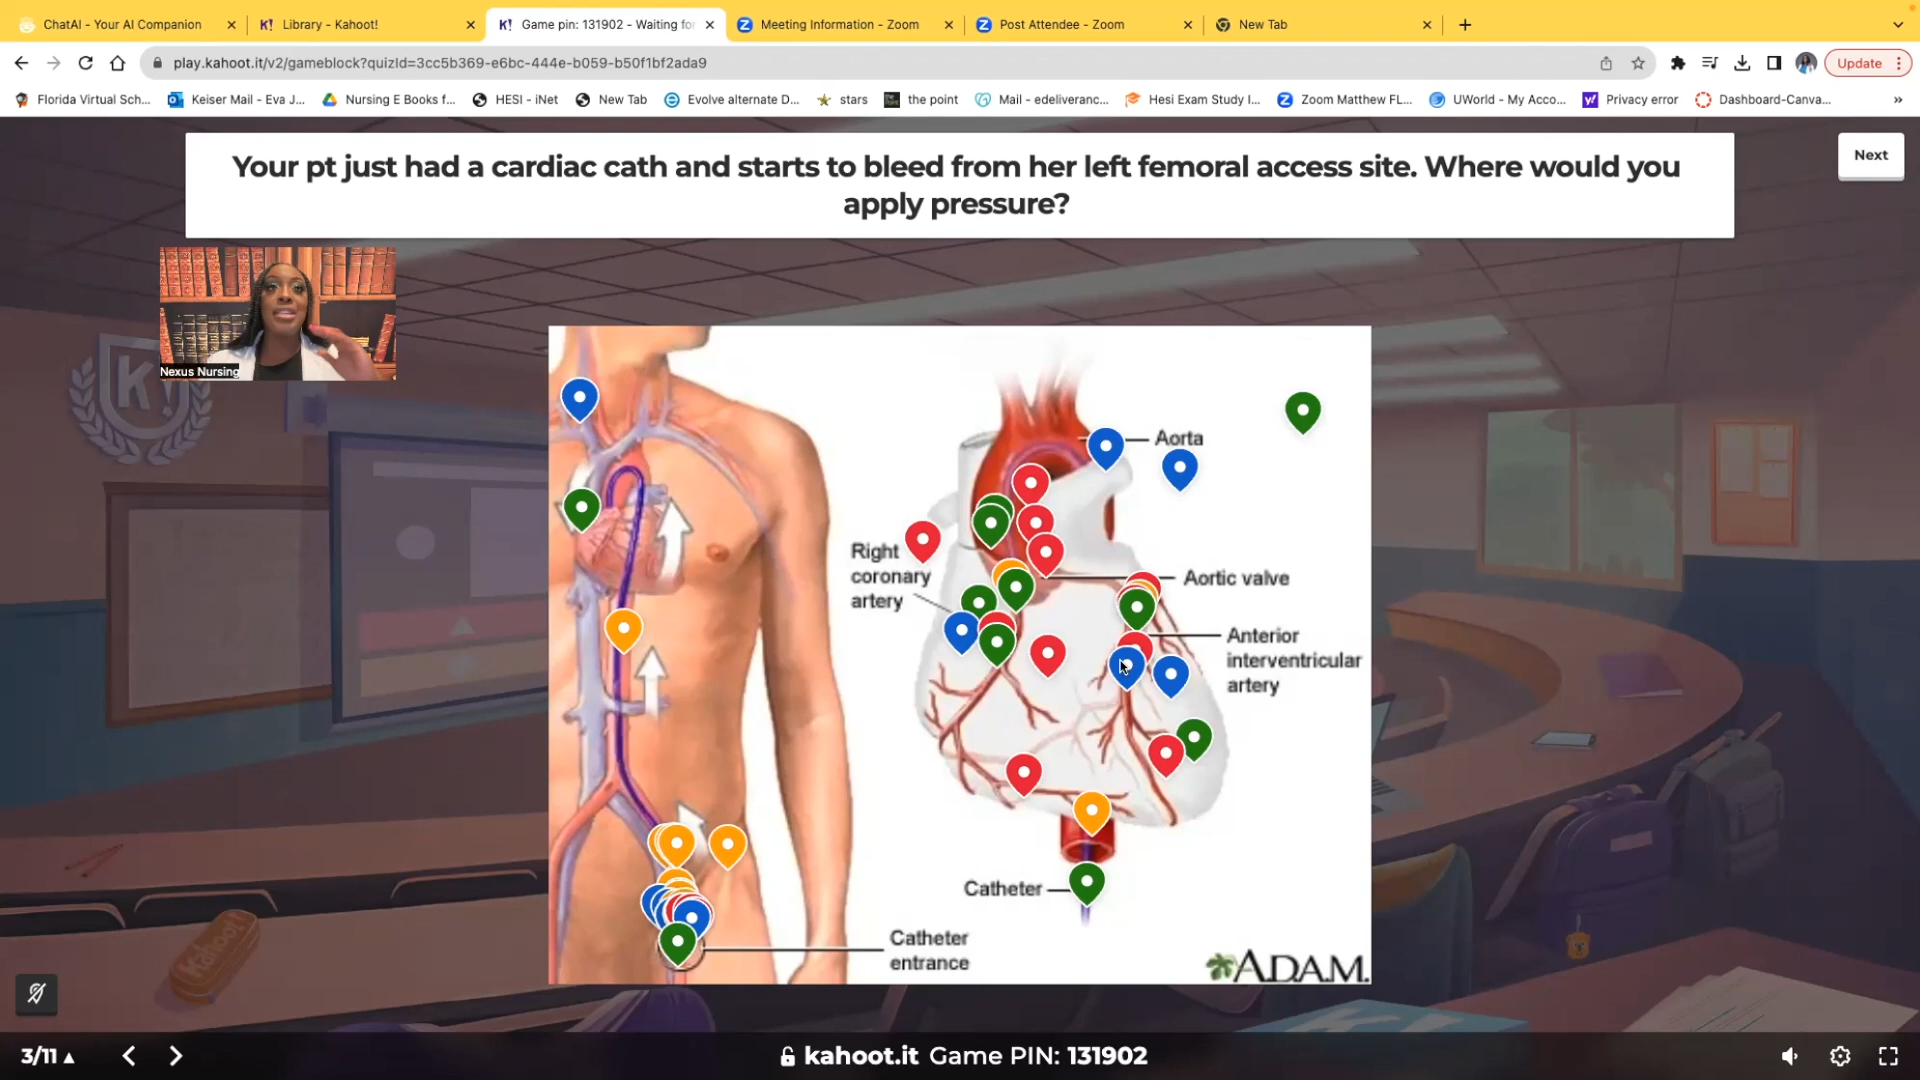 ChatAI - Your AI Companion
Library - Kahoot!
Game pin: 131902 - Waiting for
Meeting Information - Zoom
Post Attendee - Zoom
New Tab
play.kahoot.it/v2/gameblock?quizId=3cc5b369-e6bc-444e-b059-b50f1bf2ada9
Update
Florida Virtual Sch...
Keiser Mail - Eva J...
Nursing E Books f...
HESI - iNet
New Tab
Evolve alternate D...
stars
the point
Mail - edeliveranc...
Hesi Exam Study I...
Zoom Matthew FL...
UWorld - My Acco...
Privacy error
Dashboard-Canva...
Your pt just had a cardiac cath and starts to bleed from her left femoral access site. Where would you
apply pressure?
Next
Nexus Nursing
Aorta
Right
coronary
artery
Aortic valve
Anterior
interventricular
artery
Catheter
Catheter
entrance
ADAM.
K!
Kahoot!
3/11
kahoot.it Game PIN: 131902